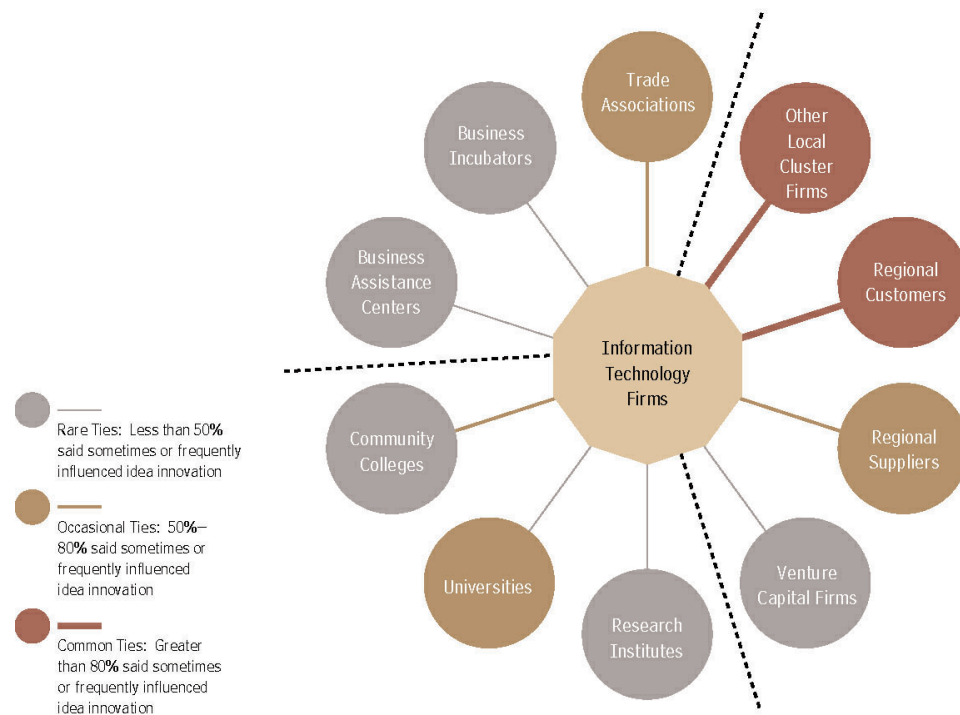 Trade
Associations
Other
Local
Cluster
Firms
Business
Incubators
Business
Assistance
Centers
Regional
Customers
Information
Technology
Firms
Community
Colleges
Regional
Suppliers
Universities
Research
Institutes
Venture
Capital Firms
Rare Ties: Less than 50% said sometimes or frequently
influenced idea innovation
Occasional Ties: 50%–
80% said sometimes or
frequently influenced
idea innovation
Common Ties: Greater
than 80% said sometimes
or frequently influenced
idea innovation